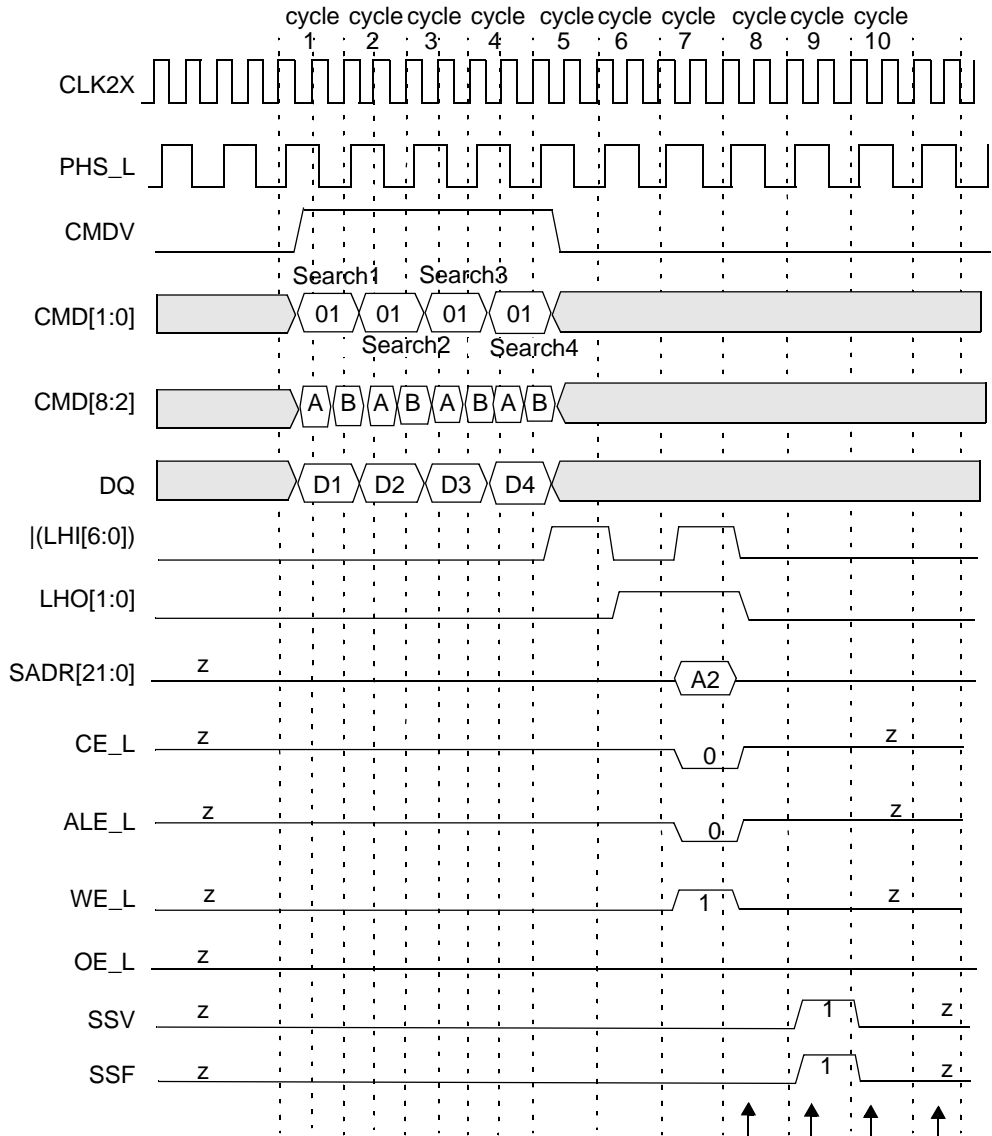 cycle cycle cycle cycle cycle cycle cycle cycle cycle cycle
1 2 3 4 5 6 7 8 9 10
CLK2X
PHS_L
CMDV
Search1 Search3
CMD[1:0] 01 01 01 01
Search2 Search4
CMD[8:2] A B A B A B A B
DQ D1 D2 D3 D4
|(LHI[6:0])
LHO[1:0]
SADR[21:0] z A2
CE_L z 0 z
ALE_L z 0 z
WE_L z 1 z
OE_L z
SSV z 1 z
SSF z 1 z